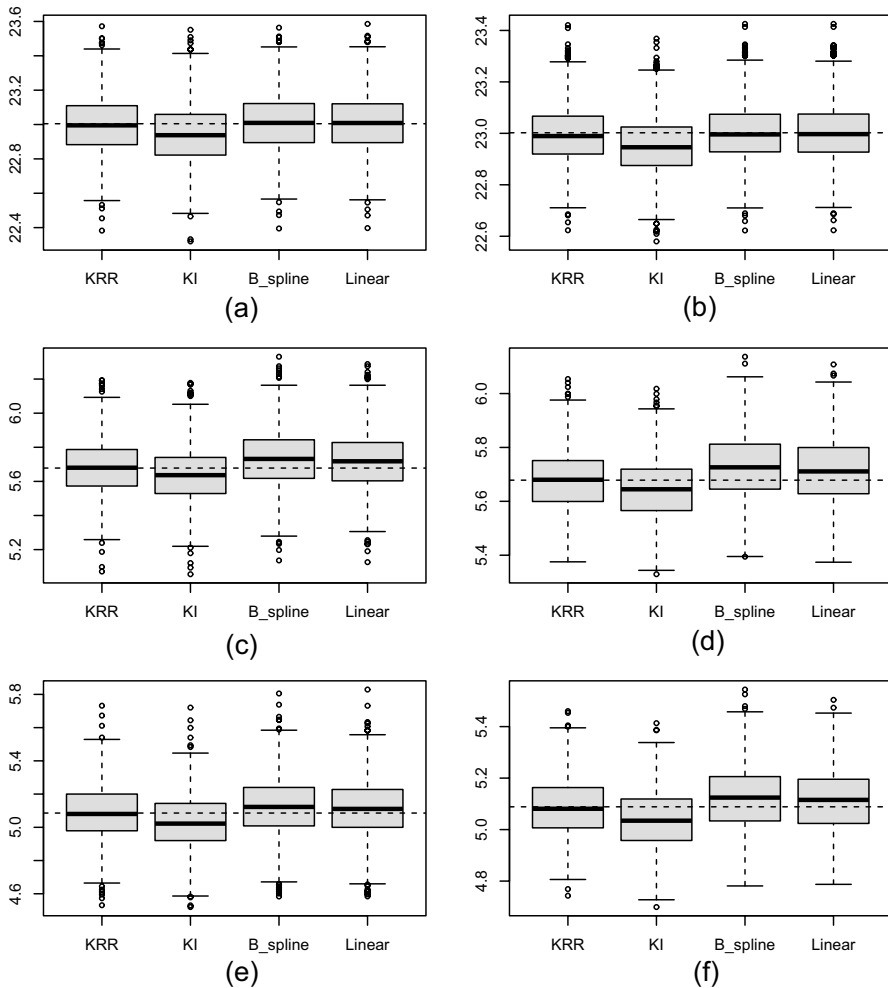 23.6
23.2
22.8
22.4
KRR KI B_spline Linear
(a)
23.4
23.2
23.0
22.8
22.6
KRR KI B_spline Linear
(b)
6.0
5.6
5.2
KRR KI B_spline Linear
(c)
6.0
5.8
5.6
5.4
KRR KI B_spline Linear
(d)
5.8
5.4
5.0
4.6
KRR KI B_spline Linear
(e)
5.4
5.2
5.0
4.8
KRR KI B_spline Linear
(f)